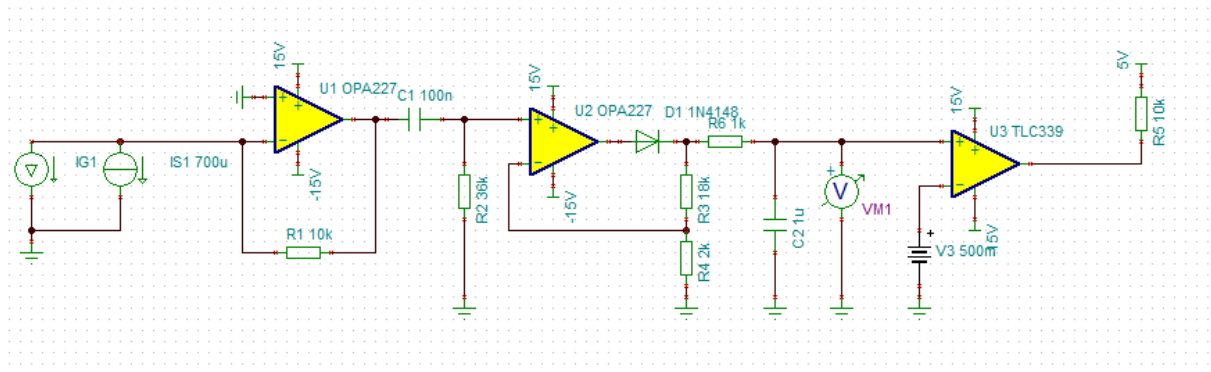 15V
U1 OPA227
C1 100n
15V
U2 OPA227
D1 1N4148
R6 1k
15V
U3 TLC339
5V
R5 10k
IG1
IS1 700u
-15V
R1 10k
R2 36k
-15V
R3 18k
R4 2k
C2 1u
+
V
VM1
15V
+
V3 500m